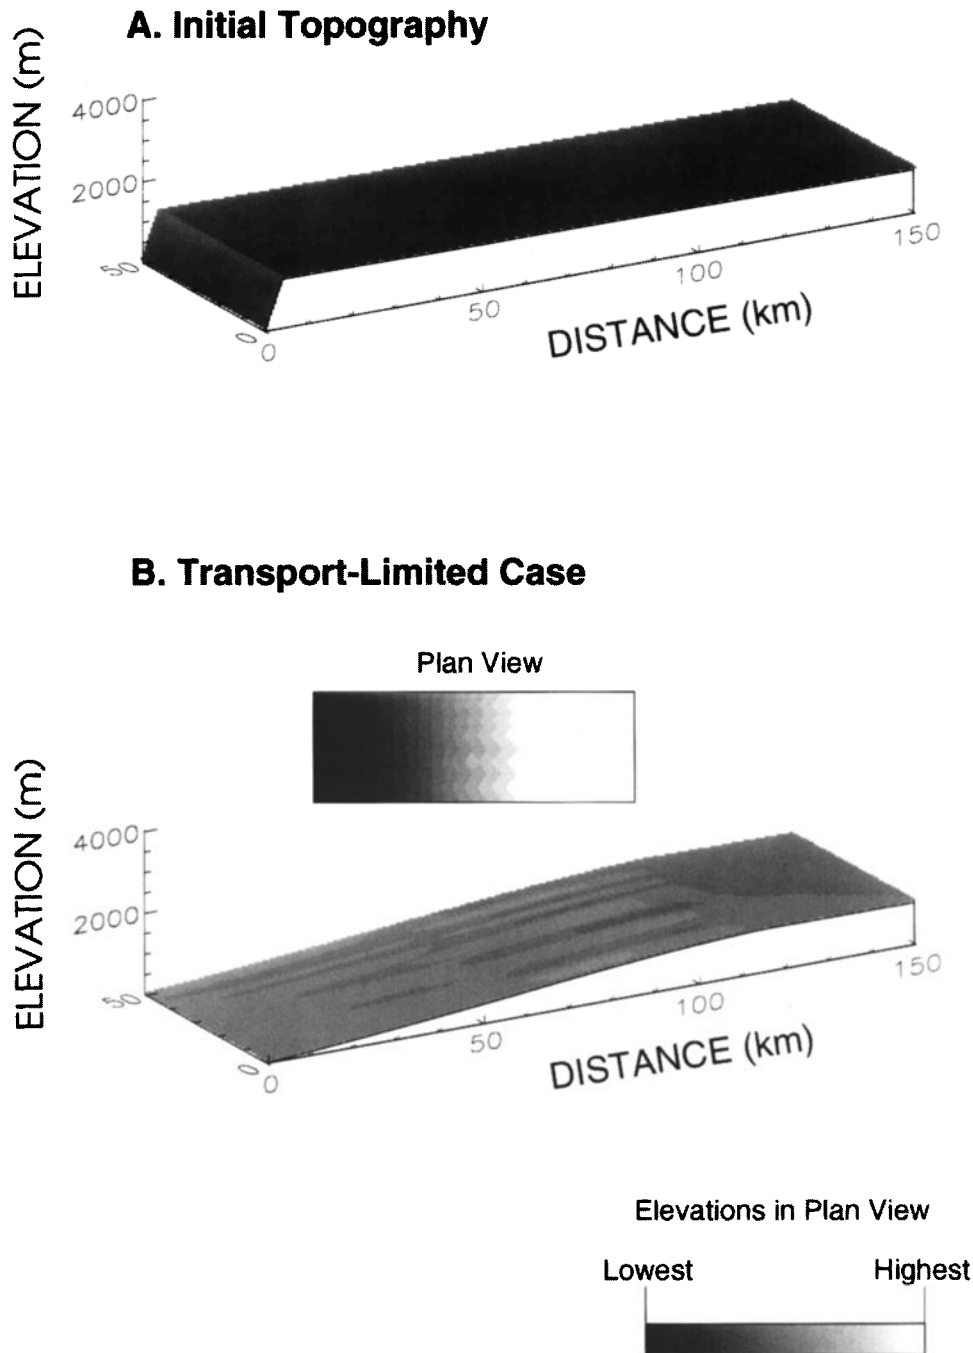 A. Initial Topography
ELEVATION (m)
4000
2000
50
0
0
50
100
150
DISTANCE (km)
B. Transport-Limited Case
Plan View
ELEVATION (m)
4000
2000
50
0
0
50
100
150
DISTANCE (km)
Elevations in Plan View
Lowest Highest